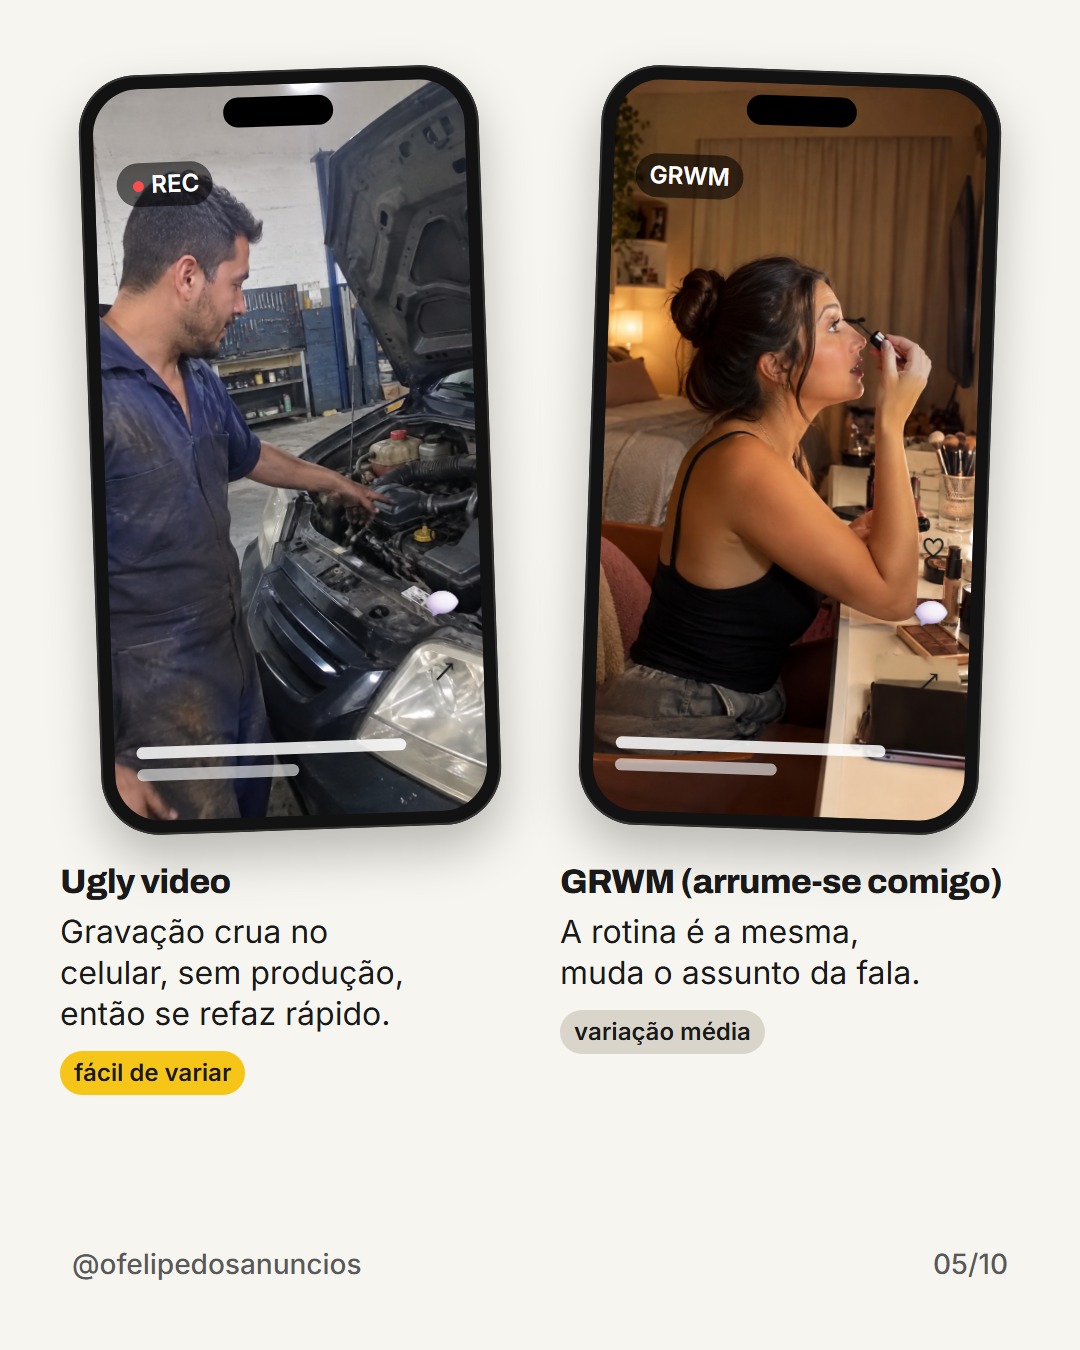 REC
GRWM
Ugly video
Gravação crua no
celular, sem produção,
então se refaz rápido.
fácil de variar
GRWM (arrume-se comigo)
A rotina é a mesma,
muda o assunto da fala.
variação média
@ofelipedosanuncios
05/10